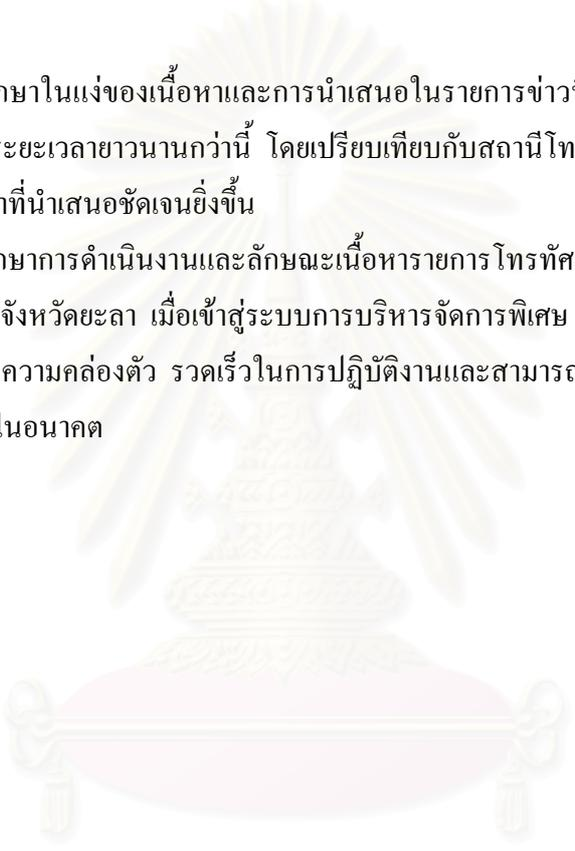 กษาในแง่ของเนื้อหาและการนำเสนอในรายการข่าว
ระยะเวลายาวนานกว่านี้ โดยเปรียบเทียบกับสถานีโท
าที่นำเสนอชัดเจนยิ่งขึ้น
กษาการดำเนินงานและลักษณะเนื้อหารายการโทรทัศ
จังหวัดยะลา เมื่อเข้าสู่ระบบการบริหารจัดการพิเศษ
ความคล่องตัว รวดเร็วในการปฏิบัติงานและสามารถ
ในอนาคต